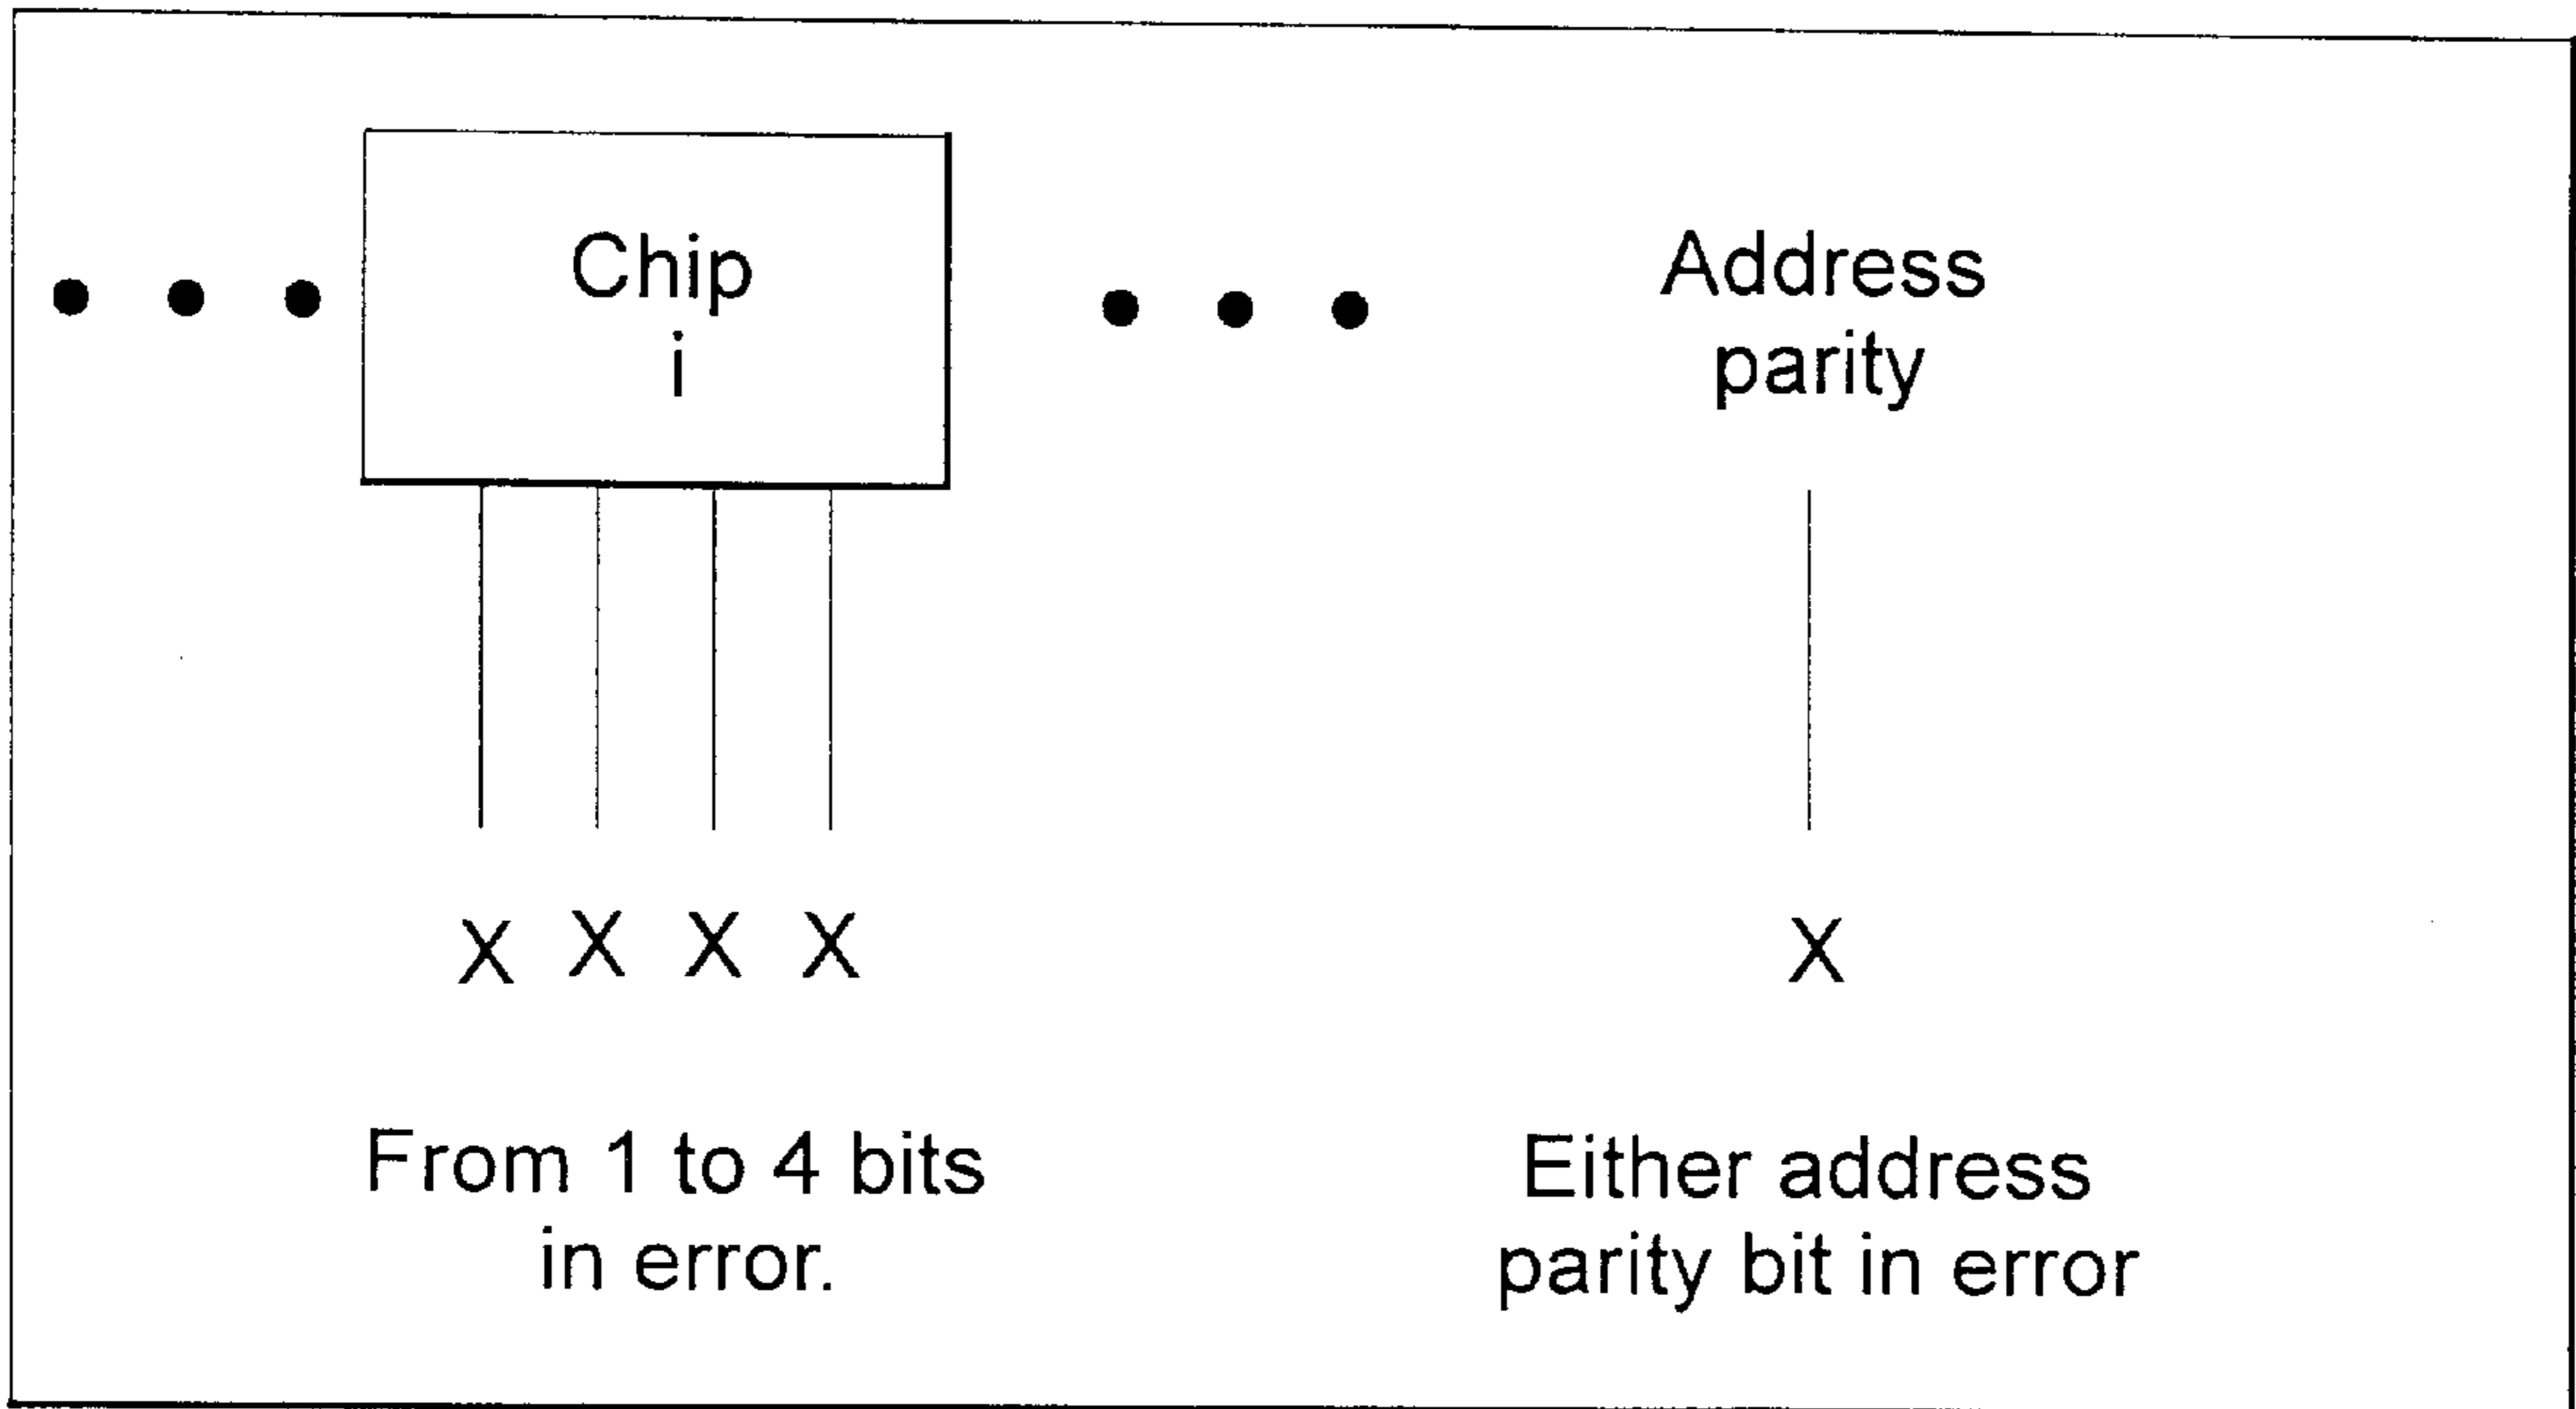 Chip
i
Address
parity
X X X X
X
From 1 to 4 bits
in error.
Either address
parity bit in error